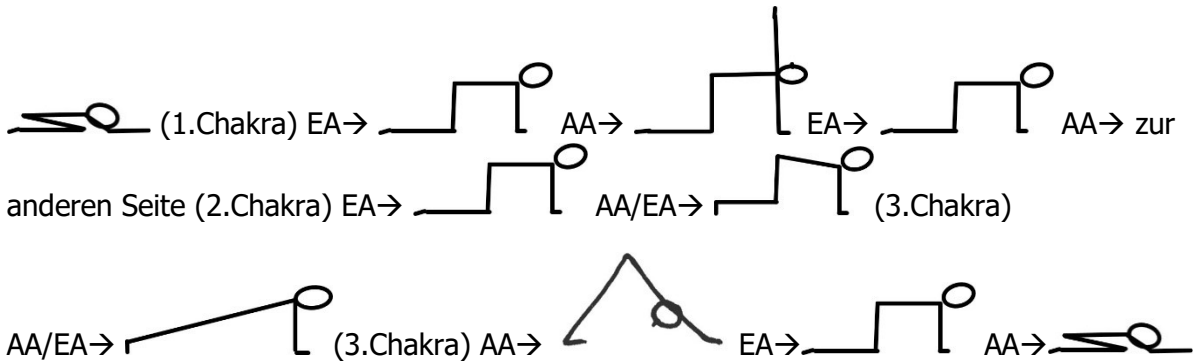 (1.Chakra) EA→ AA→ EA→ AA→ zur
anderen Seite (2.Chakra) EA→ AA/EA→ (3.Chakra)
AA/EA→ (3.Chakra) AA→ EA→ AA→